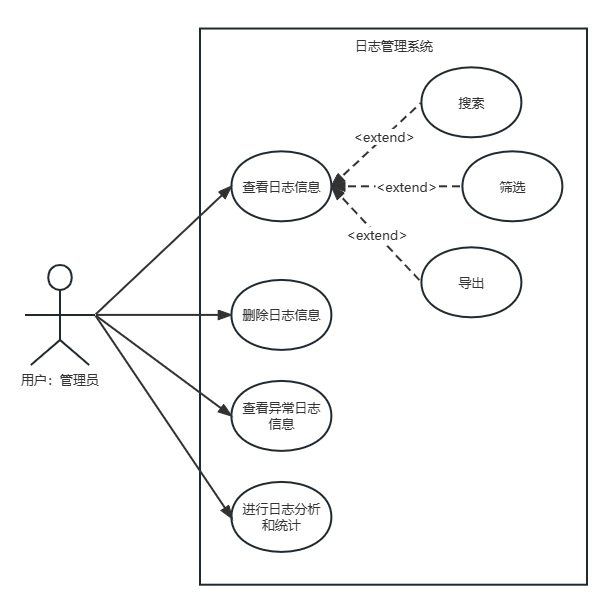 日志管理系统
搜索
<extend>
查看日志信息
<extend>
筛选
<extend>
导出
删除日志信息
用户：管理员
查看异常日志
信息
进行日志分析
和统计